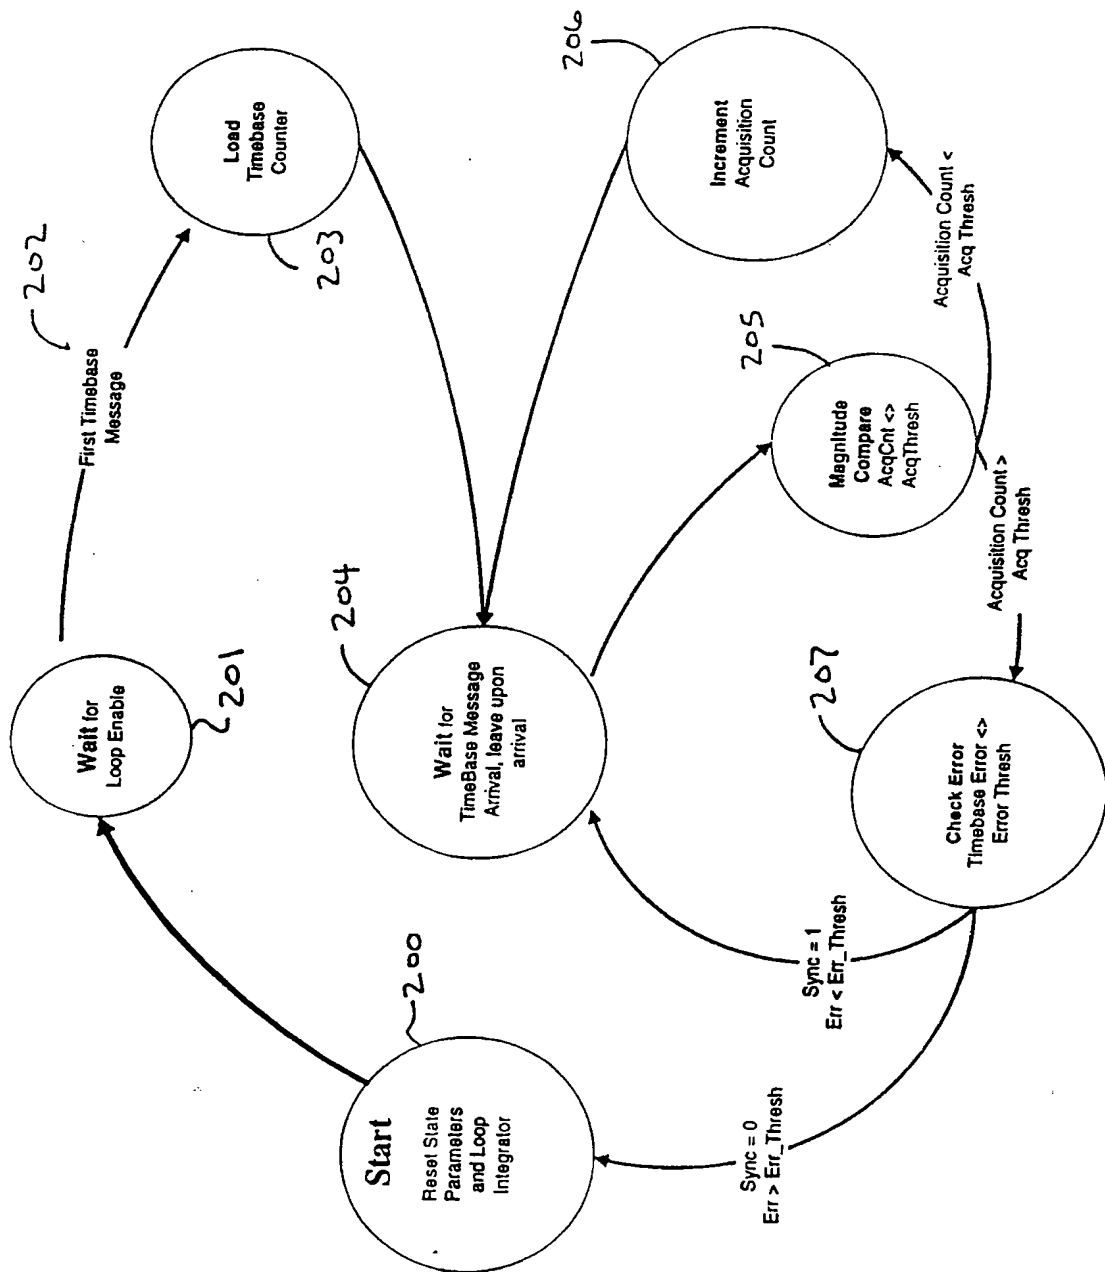 Start
Reset State
Parameters
and Loop
Integrator
200
Wait for
Loop Enable
201
First Timebase
Message
202
Load
Timebase
Counter
203
Wait for
TimeBase Message
Arrival, leave upon
arrival
204
Magnitude
Compare
AcqCnt <>
AcqThresh
205
Acquisition Count <
Acq Thresh
Increment
Acquisition
Count
206
Acquisition Count >
Acq Thresh
Check Error
Timebase Error <>
Error Thresh
207
Sync = 1
Err < Err_Thresh
Sync = 0
Err > Err_Thresh